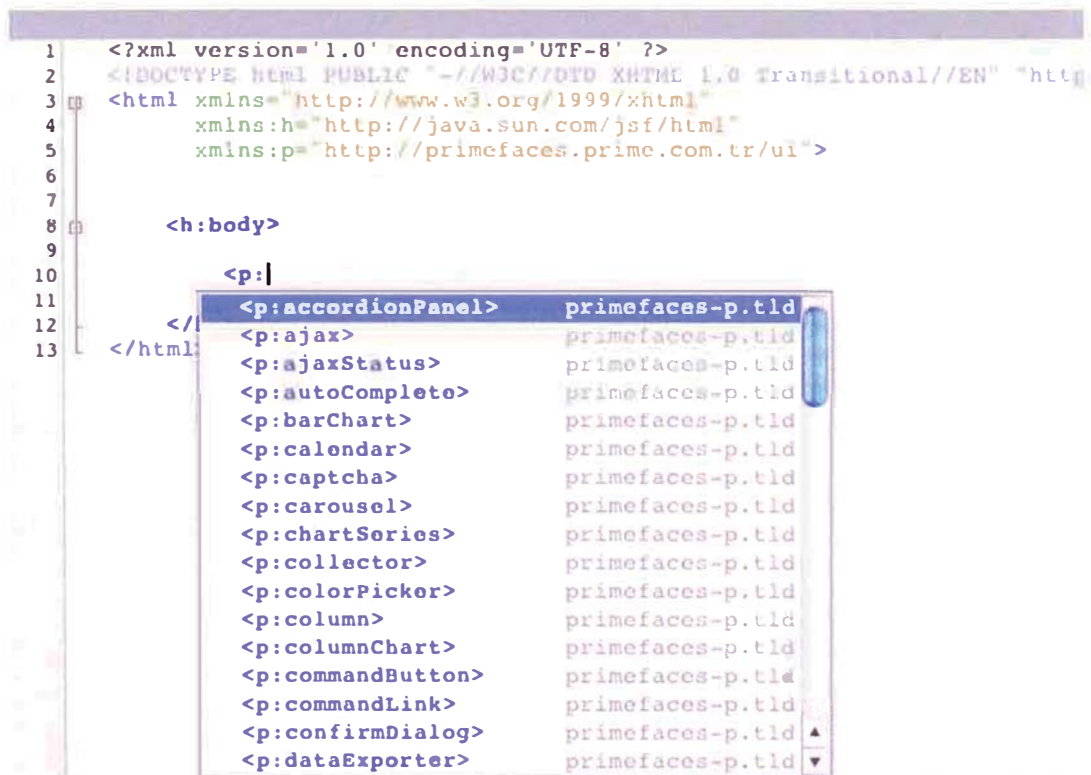 1 <?xml version='1.0' encoding='UTF-8' ?>
2 <!DOCTYPE html PUBLIC "-//W3C//DTD XHTML 1.0 Transitional//EN" "http
3 <html xmlns="http://www.w3.org/1999/xhtml"
4 xmlns:h="http://java.sun.com/jsf/html"
5 xmlns:p="http://primefaces.prime.com.tr/ui">
6
7
8 <h:body>
9
10 <p:
11 <p:accordionPanel> primefaces-p.tld
12 </ <p:ajax> primefaces-p.tld
13 </html> <p:ajaxStatus> primefaces-p.tld
<p:autoComplete> primefaces-p.tld
<p:barChart> primefaces-p.tld
<p:calendar> primefaces-p.tld
<p:captcha> primefaces-p.tld
<p:carousel> primefaces-p.tld
<p:chartSeries> primefaces-p.tld
<p:collector> primefaces-p.tld
<p:colorPicker> primefaces-p.tld
<p:column> primefaces-p.tld
<p:columnChart> primefaces-p.tld
<p:commandButton> primefaces-p.tld
<p:commandLink> primefaces-p.tld
<p:confirmDialog> primefaces-p.tld
<p:dataExporter> primefaces-p.tld